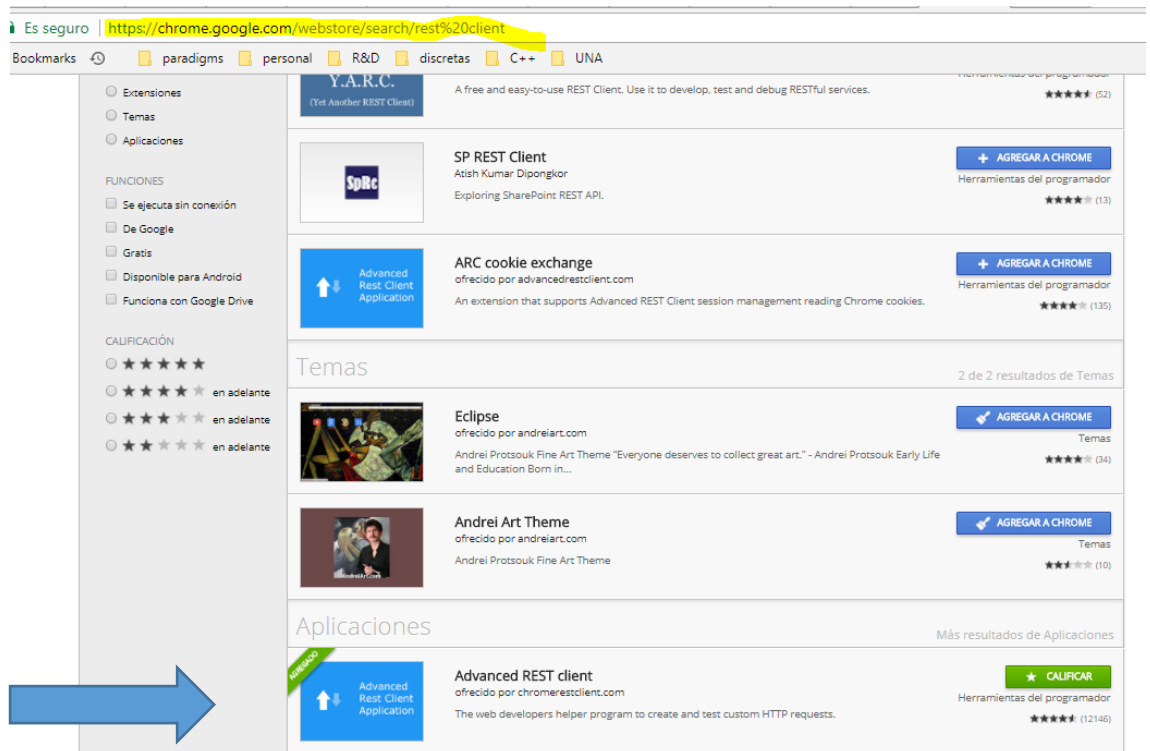 Es seguro
https://chrome.google.com/webstore/search/rest%20client
Bookmarks
paradigms
personal
R&D
discretas
C++
UNA
Extensiones
Temas
Aplicaciones
FUNCIONES
Se ejecuta sin conexión
De Google
Gratis
Disponible para Android
Funciona con Google Drive
CALIFICACIÓN
en adelante
en adelante
en adelante
Y.A.R.C.
(Yet Another REST Client)
A free and easy-to-use REST Client. Use it to develop, test and debug RESTful services.
Herramientas del programador
(52)
SpRc
SP REST Client
Atish Kumar Dipongkor
Exploring SharePoint REST API.
AGREGAR A CHROME
Herramientas del programador
(13)
Advanced
Rest Client
Application
ARC cookie exchange
ofrecido por advancedrestclient.com
An extension that supports Advanced REST Client session management reading Chrome cookies.
AGREGAR A CHROME
Herramientas del programador
(135)
Temas
2 de 2 resultados de Temas
Eclipse
ofrecido por andreiart.com
Andrei Protsouk Fine Art Theme "Everyone deserves to collect great art." - Andrei Protsouk Early Life
and Education Born in...
AGREGAR A CHROME
Temas
(34)
AndreiArt.com
Andrei Art Theme
ofrecido por andreiart.com
Andrei Protsouk Fine Art Theme
AGREGAR A CHROME
Temas
(10)
Aplicaciones
Más resultados de Aplicaciones
AGREGADO
Advanced
Rest Client
Application
Advanced REST client
ofrecido por chromerestclient.com
The web developers helper program to create and test custom HTTP requests.
CALIFICAR
Herramientas del programador
(12146)